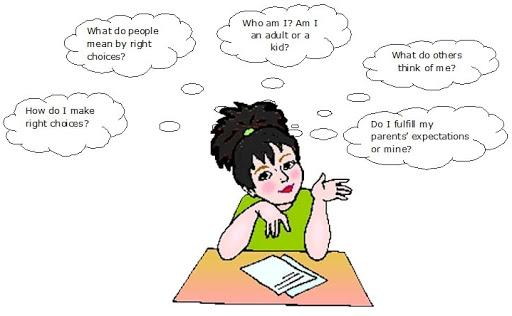 What do people
mean by right
choices?
Who am I? Am I
an adult or a
kid?
What do others
think of me?
How do I make
right choices?
Do I fulfill my
parents' expectations
or mine?